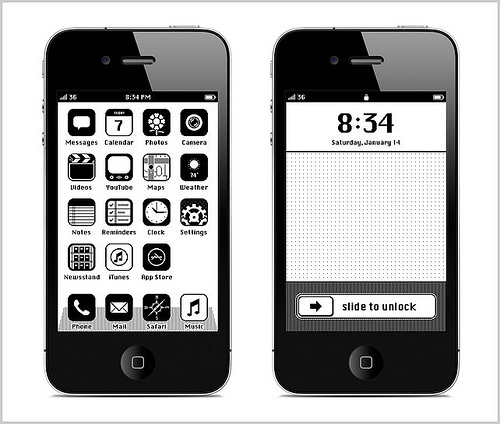 3G 8:34 PM
Messages Calendar Photos Camera
FRIDAY
7
Videos YouTube Maps Weather
74°
Notes Reminders Clock Settings
Newsstand iTunes App Store
Phone Mail Safari Music
3G
8:34
Saturday, January 14
slide to unlock